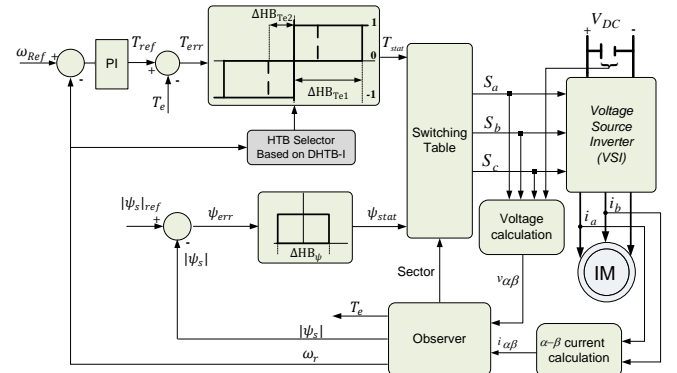 ω_Ref
+
-
PI
T_ref
+
-
T_e
T_err
ΔHB_Te2
1
0
ΔHB_Te1
-1
T_stat
HTB Selector
Based on DHTB-I
Switching
Table
S_a
S_b
S_c
V_DC
+
-
Voltage
Source
Inverter
(VSI)
i_a
i_b
IM
Voltage
calculation
v_αβ
|ψ_s|_ref
+
-
|ψ_s|
ψ_err
ΔHB_ψ
ψ_stat
Sector
T_e
|ψ_s|
ω_r
Observer
i_αβ
α–β current
calculation